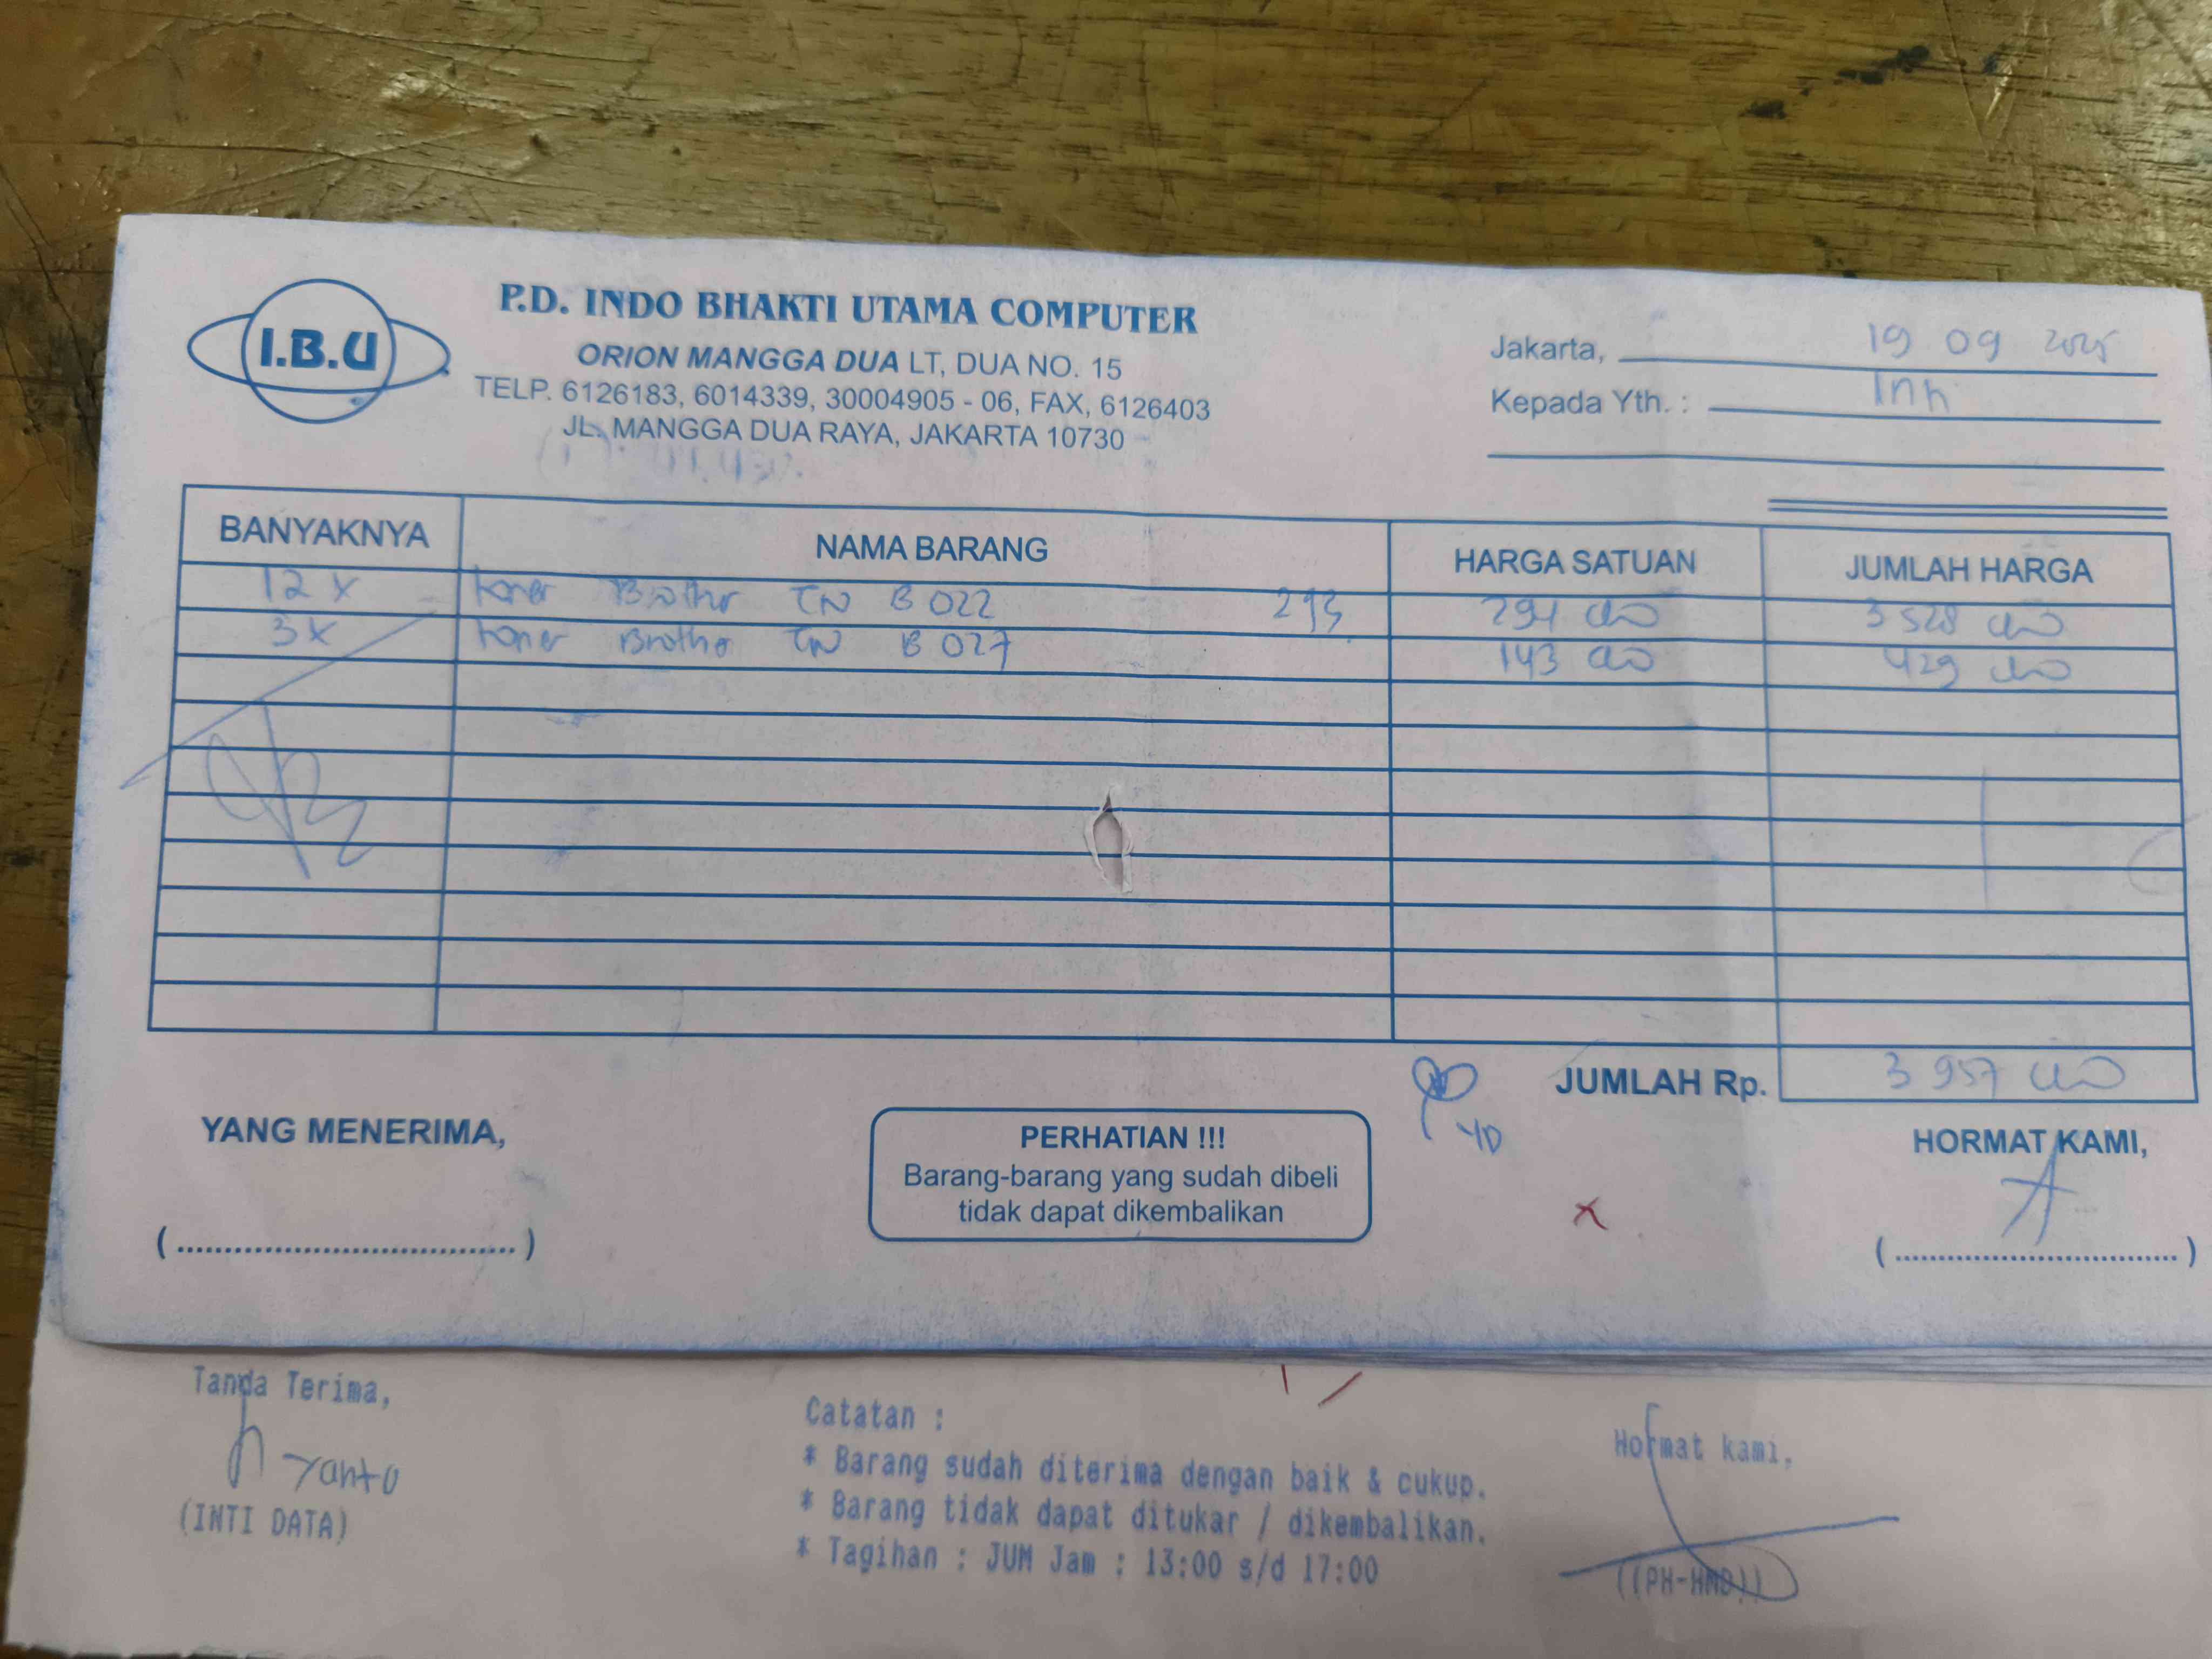 I.B.U
P.D. INDO BHAKTI UTAMA COMPUTER
ORION MANGGA DUA LT, DUA NO. 15
TELP. 6126183, 6014339, 30004905 - 06, FAX, 6126403
JL. MANGGA DUA RAYA, JAKARTA 10730
Jakarta, 19 09 2025
Kepada Yth. :
BANYAKNYA NAMA BARANG HARGA SATUAN JUMLAH HARGA
12 x toner Brother TN B 022 293 294 000 3 528 000
3x toner Brother TN B 027 143 000 429 000
JUMLAH Rp. 3 957 000
YANG MENERIMA,
PERHATIAN !!!
Barang-barang yang sudah dibeli
tidak dapat dikembalikan
HORMAT KAMI,
(...................................)
(...............................)
Tanda Terima,
Yanto
(INTI DATA)
Catatan :
* Barang sudah diterima dengan baik & cukup.
* Barang tidak dapat ditukar / dikembalikan.
* Tagihan : JUM Jam : 13:00 s/d 17:00
Hormat kami,
((PH-HND))